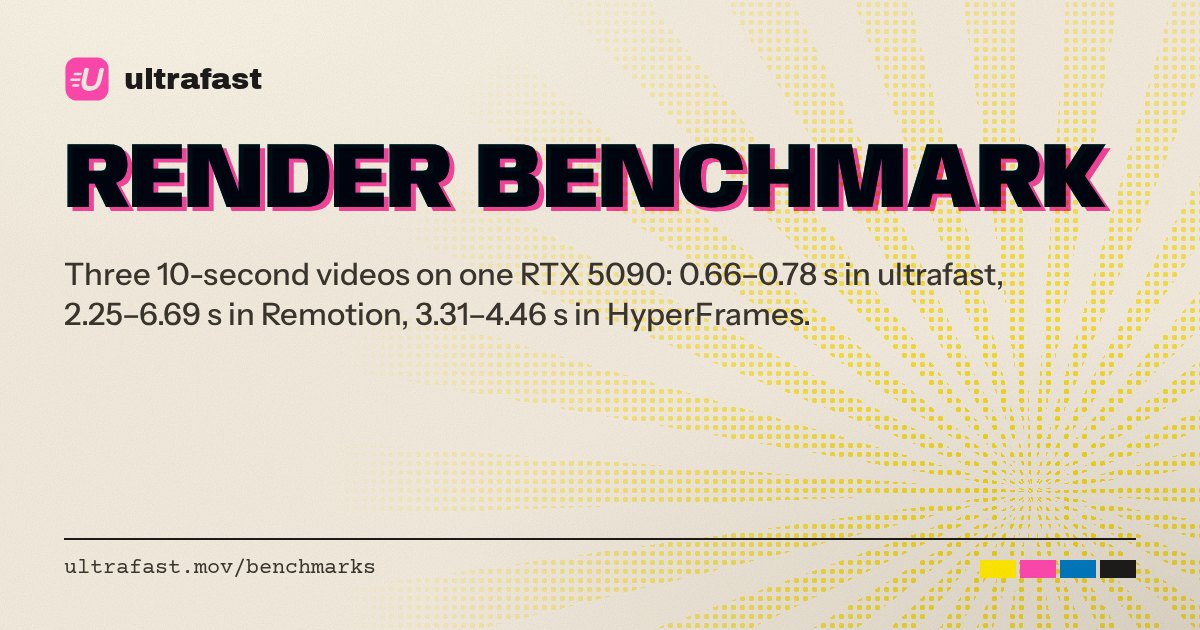 U
ultrafast
RENDER BENCHMARK
Three 10-second videos on one RTX 5090: 0.66–0.78 s in ultrafast,
2.25–6.69 s in Remotion, 3.31–4.46 s in HyperFrames.
ultrafast.mov/benchmarks